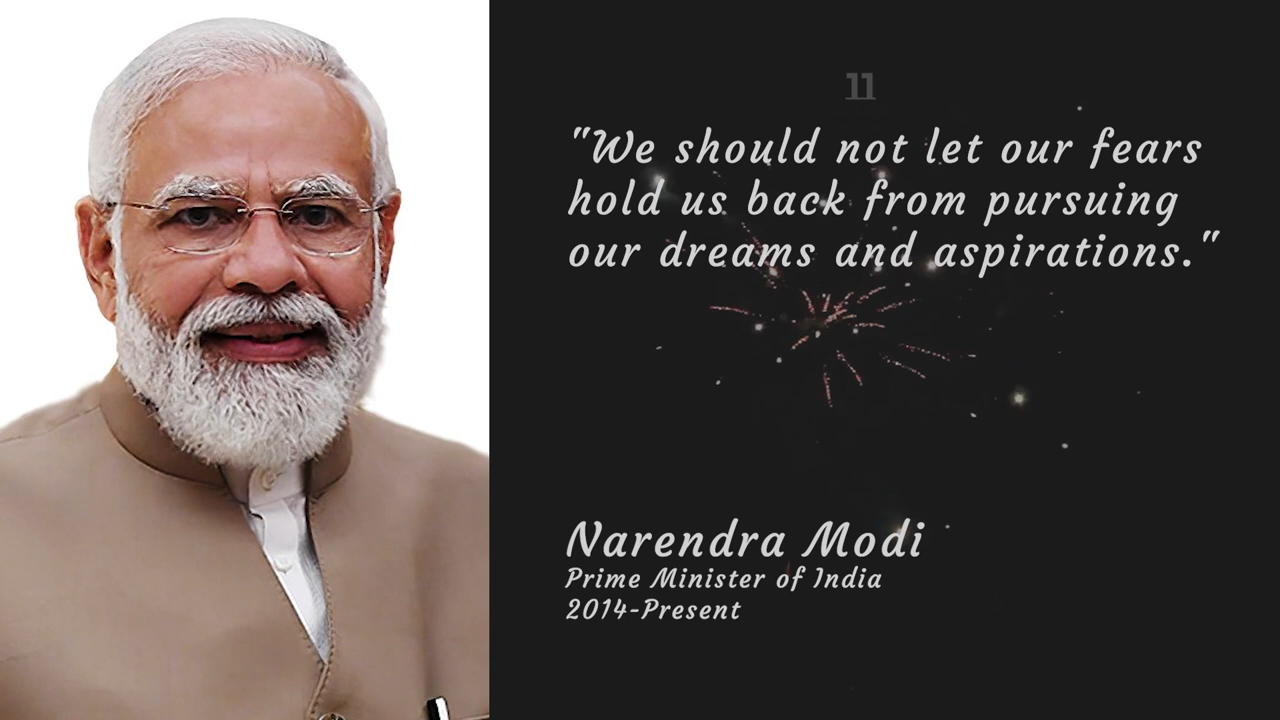 11
"We should not let our fears
hold us back from pursuing
our dreams and aspirations."
Narendra Modi
Prime Minister of India
2014-Present